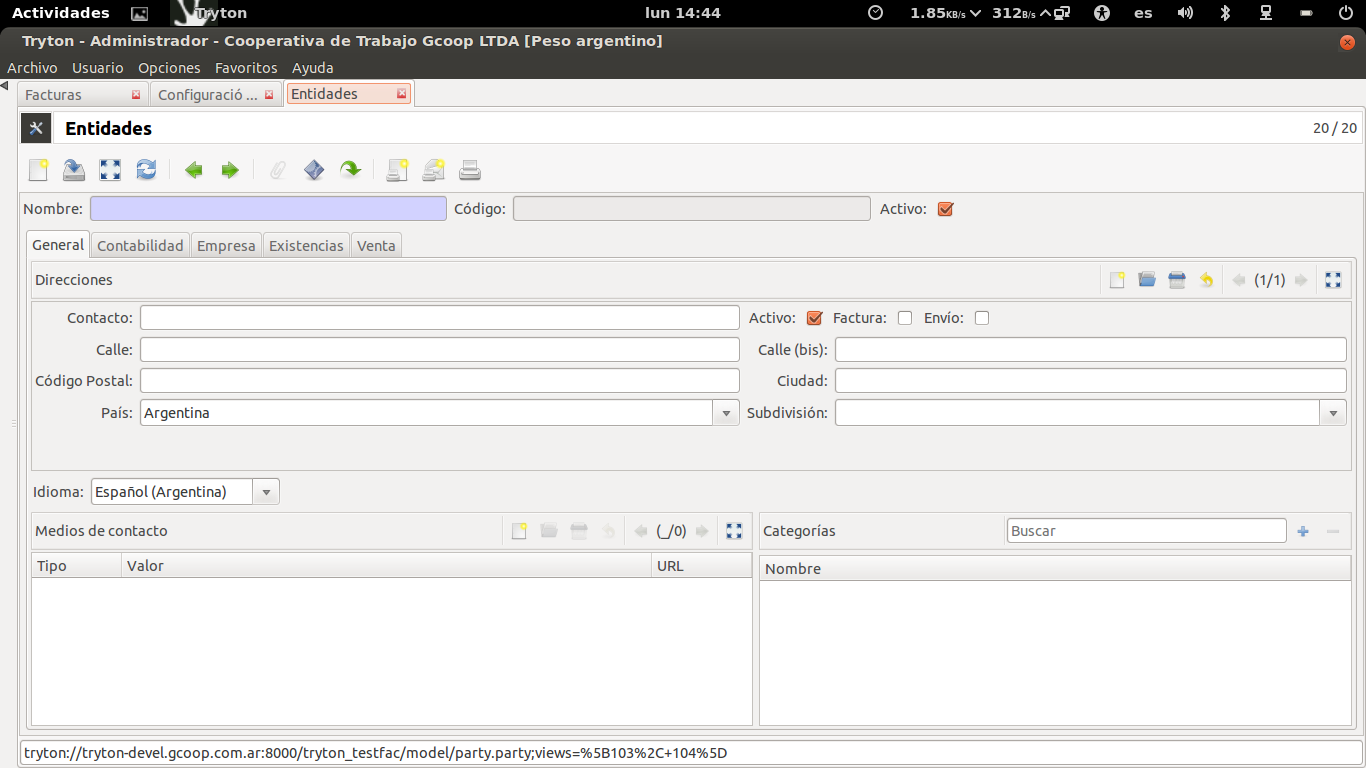 Actividades Tryton lun 14:44 1.85KB/s 312B/s es
Tryton - Administrador - Cooperativa de Trabajo Gcoop LTDA [Peso argentino]
Archivo Usuario Opciones Favoritos Ayuda
Facturas Configuració ... Entidades
Entidades 20 / 20
Nombre: Código: Activo:
General Contabilidad Empresa Existencias Venta
Direcciones (1/1)
Contacto: Activo: Factura: Envío:
Calle: Calle (bis):
Código Postal: Ciudad:
País: Argentina Subdivisión:
Idioma: Español (Argentina)
Medios de contacto (_/0) Categorías Buscar
Tipo Valor URL Nombre
tryton://tryton-devel.gcoop.com.ar:8000/tryton_testfac/model/party.party;views=%5B103%2C+104%5D